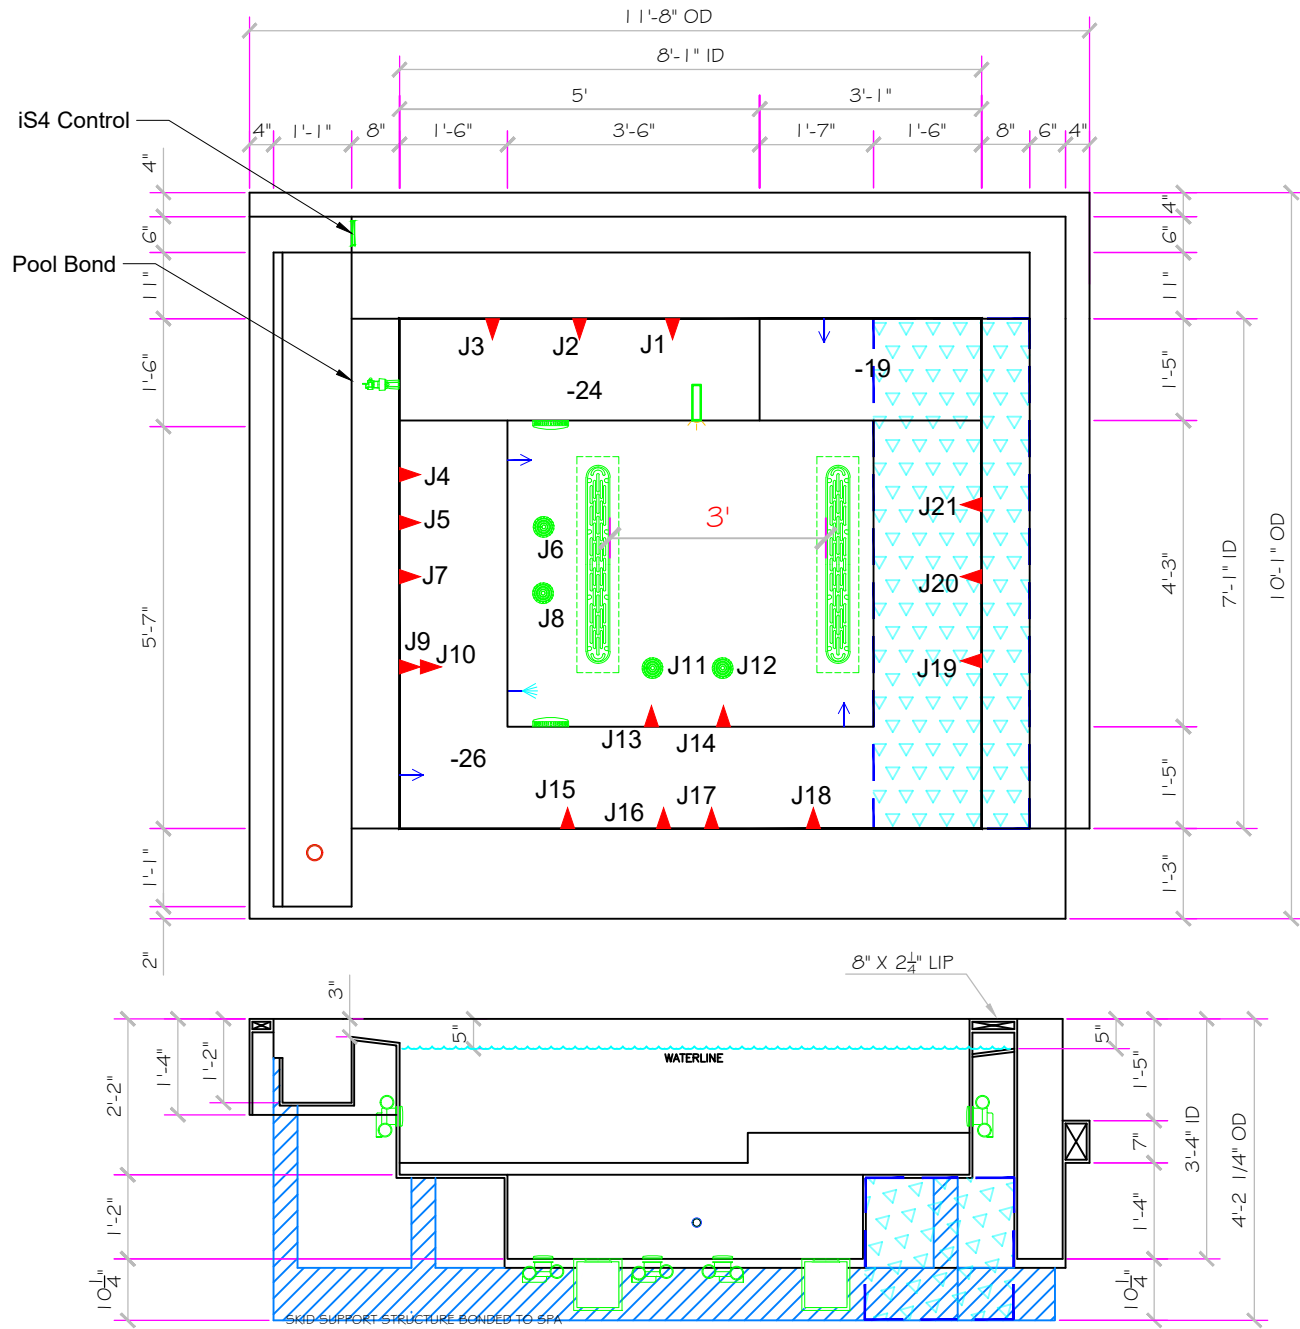 11'-8" OD
8'-1" ID
5'
3'-1"
4"
1'-1"
8"
1'-6"
3'-6"
1'-7"
1'-6"
8"
6"
4"
iS4 Control
Pool Bond
4"
6"
11"
1'-6"
5'-7"
1'-1"
2"
4"
6"
11"
1'-5"
4'-3"
1'-5"
1'-3"
7'-1" ID
10'-1" OD
J3
J2
J1
-24
-19
J4
J5
J7
J9
J10
J6
J8
3'
J21
J20
J19
J11
J12
J13
J14
-26
J15
J16
J17
J18
8" X 2 1/4" LIP
3"
5"
5"
WATERLINE
1'-4"
1'-2"
2'-2"
1'-2"
10 1/4"
1'-5"
7"
1'-4"
10 1/4"
3'-4" ID
4'-2 1/4" OD
SKID SUPPORT STRUCTURE BONDED TO SPA